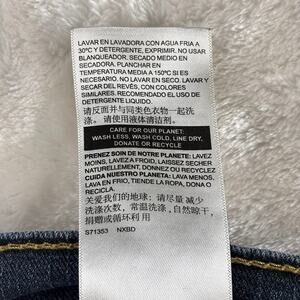 LAVAR EN LAVADORA CON AGUA FRIA A
30°C Y DETERGENTE, EXPRIMIR. NO USAR
BLANQUEADOR. SECADO MEDIO EN
SECADORA. PLANCHAR EN
TEMPERATURA MEDIA A 150°C SI ES
NECESARIO. NO LAVAR EN SECO. LAVAR Y
SECAR DEL REVÉS, CON COLORES
SIMILARES. RECOMENDADO EL USO DE
DETERGENTE LIQUIDO.
请反面并与同类色衣物一起洗
涤。请使用液体清洁剂。
CARE FOR OUR PLANET:
WASH LESS, WASH COLD, LINE DRY,
DONATE OR RECYCLE
PRENEZ SOIN DE NOTRE PLANETE: LAVEZ
MOINS, LAVEZ A FROID, LAISSEZ SECHER
NATURELLEMENT, DONNEZ OU RECYCLEZ
CUIDA NUESTRO PLANETA: LAVA MENOS,
LAVA EN FRIO, TIENDE LA ROPA, DONA O
RECICLA.
关爱我们的地球: 请尽量 减少
洗涤次数, 常温洗涤, 自然晾干,
捐赠或循环利 用
S71353 NXBD